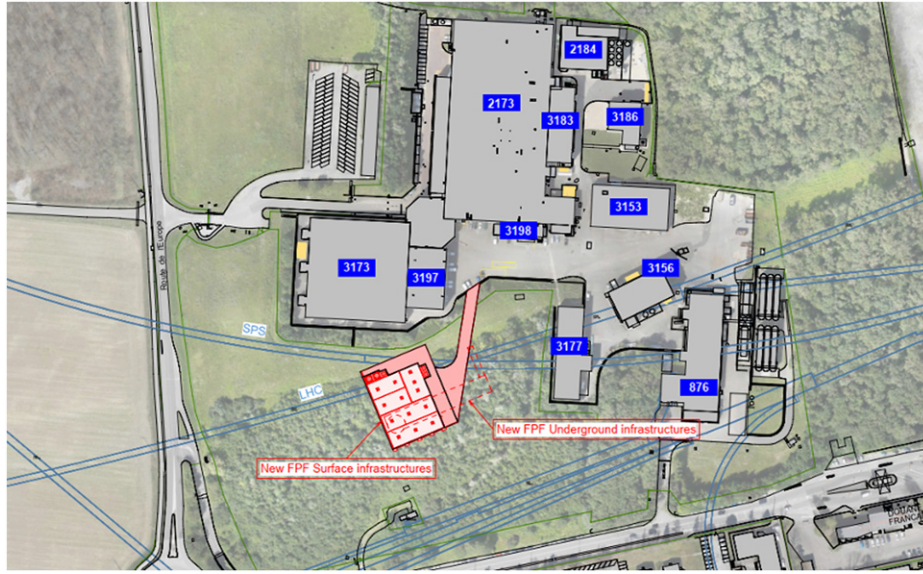 2184
2173
3183
3186
3153
3198
3173
3197
3156
Route de l'Europe
SPS
3177
LHC
876
New FPF Underground infrastructures
New FPF Surface infrastructures